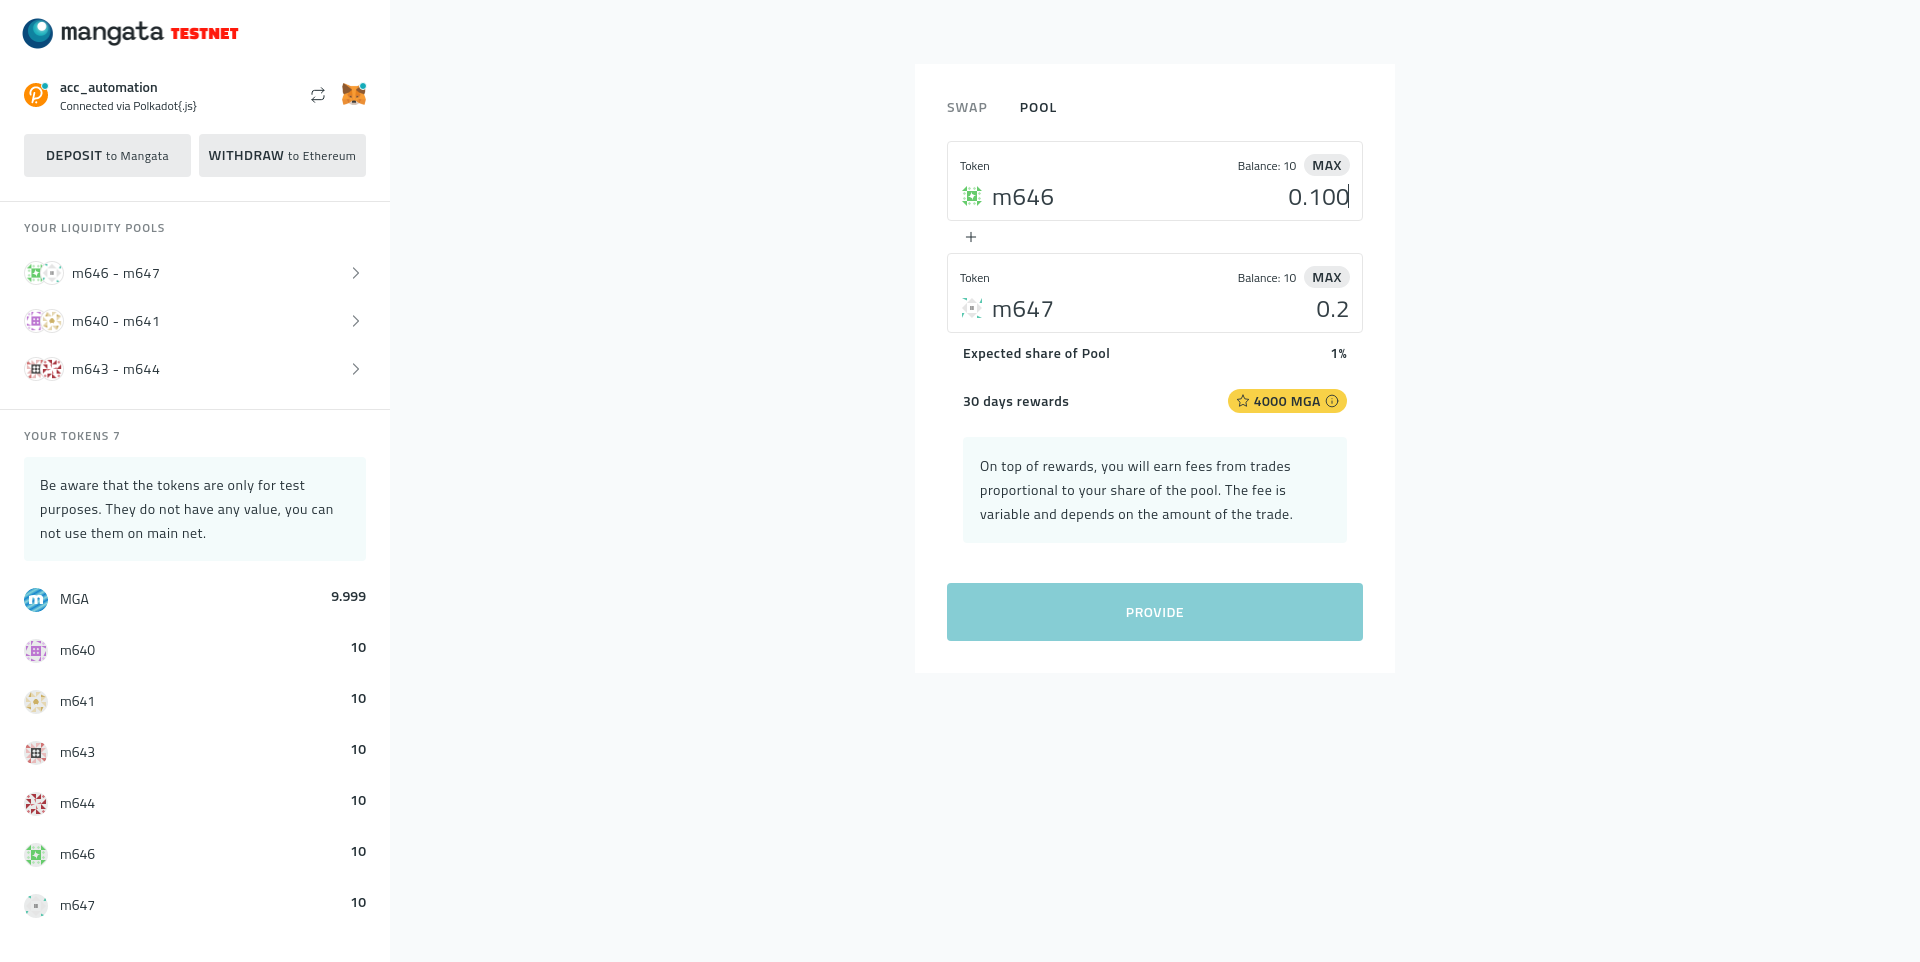 mangata TESTNET
acc_automation
Connected via Polkadot{.js}
DEPOSIT to Mangata
WITHDRAW to Ethereum
YOUR LIQUIDITY POOLS
m646 - m647
m640 - m641
m643 - m644
YOUR TOKENS 7
Be aware that the tokens are only for test
purposes. They do not have any value, you can
not use them on main net.
MGA 9.999
m640 10
m641 10
m643 10
m644 10
m646 10
m647 10
SWAP POOL
Token Balance: 10 MAX
m646 0.100
+
Token Balance: 10 MAX
m647 0.2
Expected share of Pool 1%
30 days rewards 4000 MGA
On top of rewards, you will earn fees from trades
proportional to your share of the pool. The fee is
variable and depends on the amount of the trade.
PROVIDE